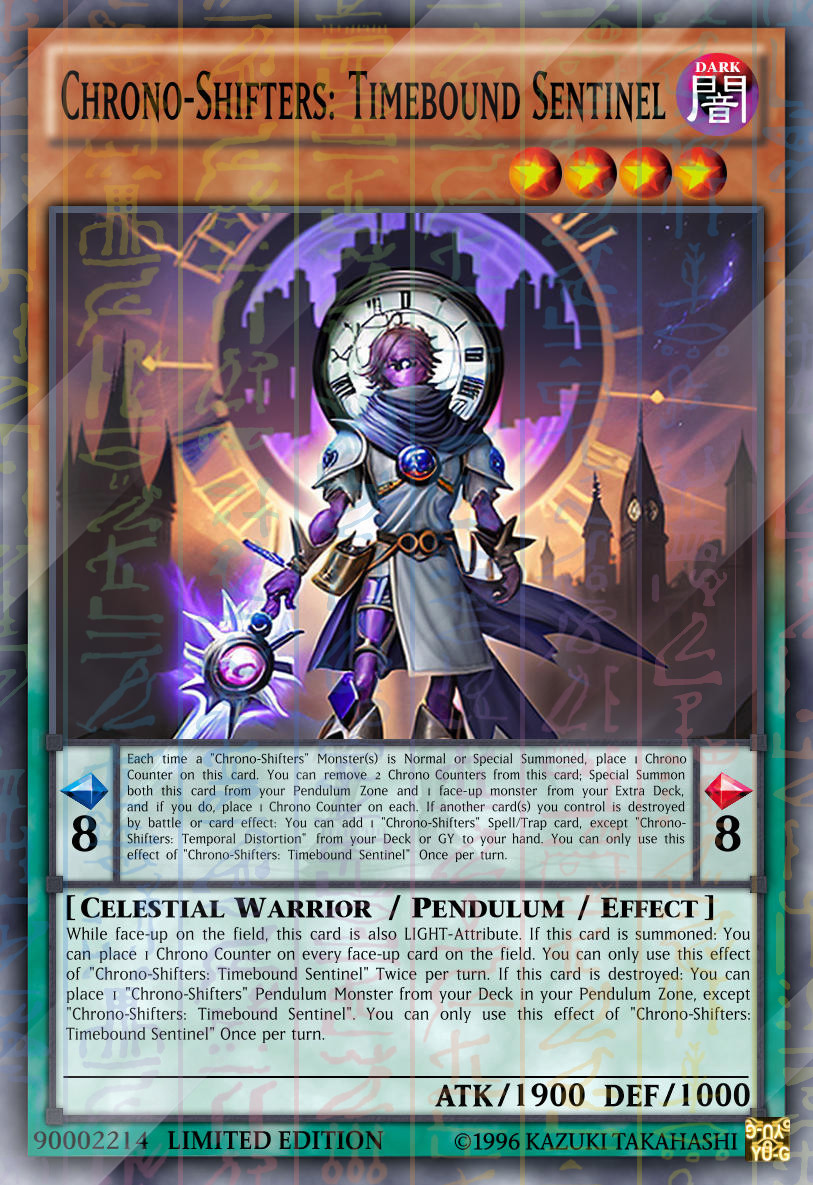 Chrono-Shifters: Timebound Sentinel
DARK
闇
Each time a "Chrono-Shifters" Monster(s) is Normal or Special Summoned, place 1 Chrono
Counter on this card. You can remove 2 Chrono Counters from this card; Special Summon
both this card from your Pendulum Zone and 1 face-up monster from your Extra Deck,
and if you do, place 1 Chrono Counter on each. If another card(s) you control is destroyed
by battle or card effect: You can add 1 "Chrono-Shifters" Spell/Trap card, except "Chrono-
Shifters: Temporal Distortion" from your Deck or GY to your hand. You can only use this
effect of "Chrono-Shifters: Timebound Sentinel" Once per turn.
8
8
[ Celestial Warrior / Pendulum / Effect ]
While face-up on the field, this card is also LIGHT-Attribute. If this card is summoned: You
can place 1 Chrono Counter on every face-up card on the field. You can only use this effect
of "Chrono-Shifters: Timebound Sentinel" Twice per turn. If this card is destroyed: You can
place 1 "Chrono-Shifters" Pendulum Monster from your Deck in your Pendulum Zone, except
"Chrono-Shifters: Timebound Sentinel". You can only use this effect of "Chrono-Shifters:
Timebound Sentinel" Once per turn.
ATK/1900 DEF/1000
90002214 LIMITED EDITION
©1996 KAZUKI TAKAHASHI